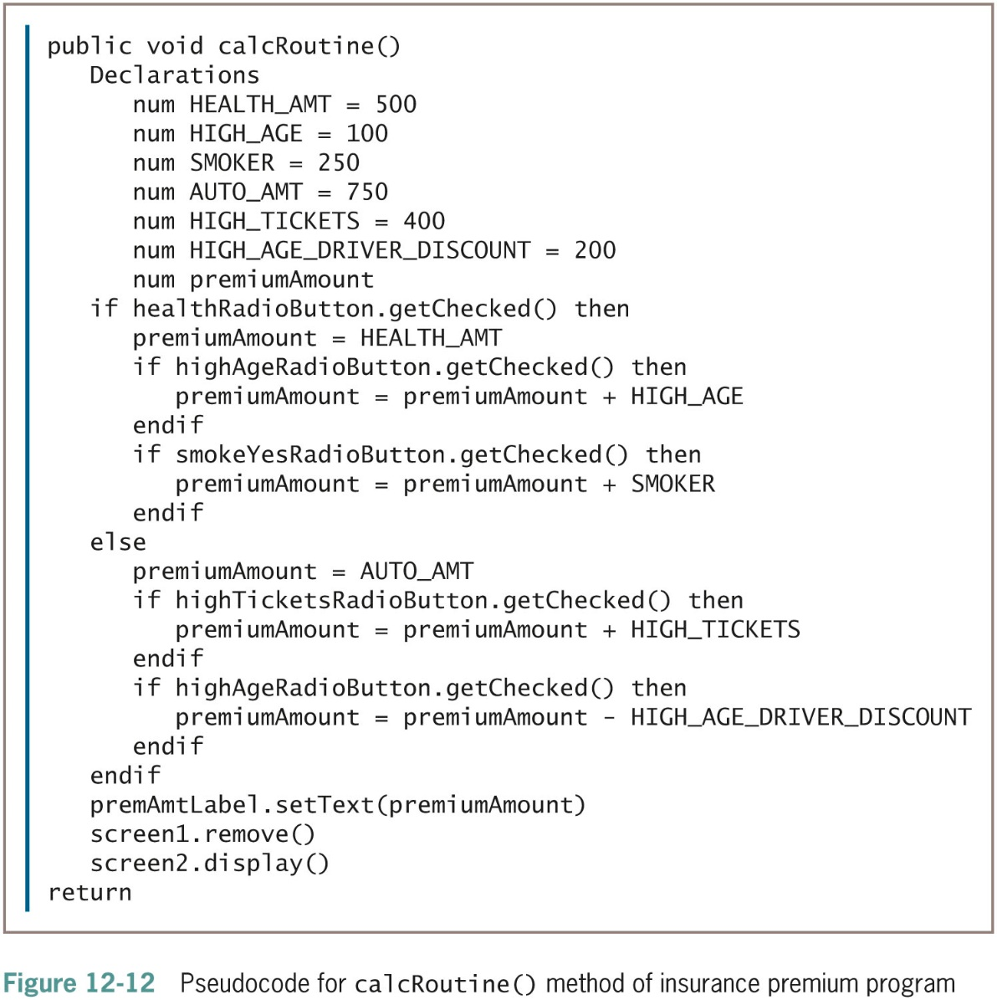 public void calcRoutine()
   Declarations
      num HEALTH_AMT = 500
      num HIGH_AGE = 100
      num SMOKER = 250
      num AUTO_AMT = 750
      num HIGH_TICKETS = 400
      num HIGH_AGE_DRIVER_DISCOUNT = 200
      num premiumAmount
   if healthRadioButton.getChecked() then
      premiumAmount = HEALTH_AMT
      if highAgeRadioButton.getChecked() then
         premiumAmount = premiumAmount + HIGH_AGE
      endif
      if smokeYesRadioButton.getChecked() then
         premiumAmount = premiumAmount + SMOKER
      endif
   else
      premiumAmount = AUTO_AMT
      if highTicketsRadioButton.getChecked() then
         premiumAmount = premiumAmount + HIGH_TICKETS
      endif
      if highAgeRadioButton.getChecked() then
         premiumAmount = premiumAmount – HIGH_AGE_DRIVER_DISCOUNT
      endif
   endif
   premAmtLabel.setText(premiumAmount)
   screen1.remove()
   screen2.display()
return
Figure 12-12 Pseudocode for calcRoutine() method of insurance premium program